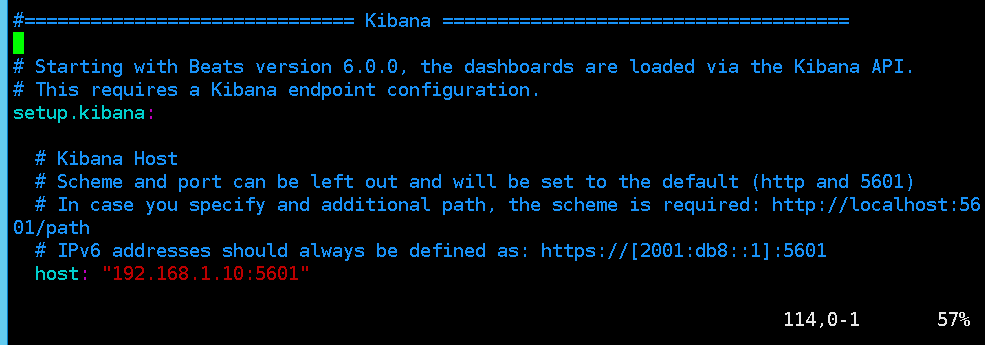 #============================== Kibana =====================================
# Starting with Beats version 6.0.0, the dashboards are loaded via the Kibana API.
# This requires a Kibana endpoint configuration.
setup.kibana:
# Kibana Host
# Scheme and port can be left out and will be set to the default (http and 5601)
# In case you specify and additional path, the scheme is required: http://localhost:56
01/path
# IPv6 addresses should always be defined as: https://[2001:db8::1]:5601
host: "192.168.1.10:5601"
114,0-1 57%